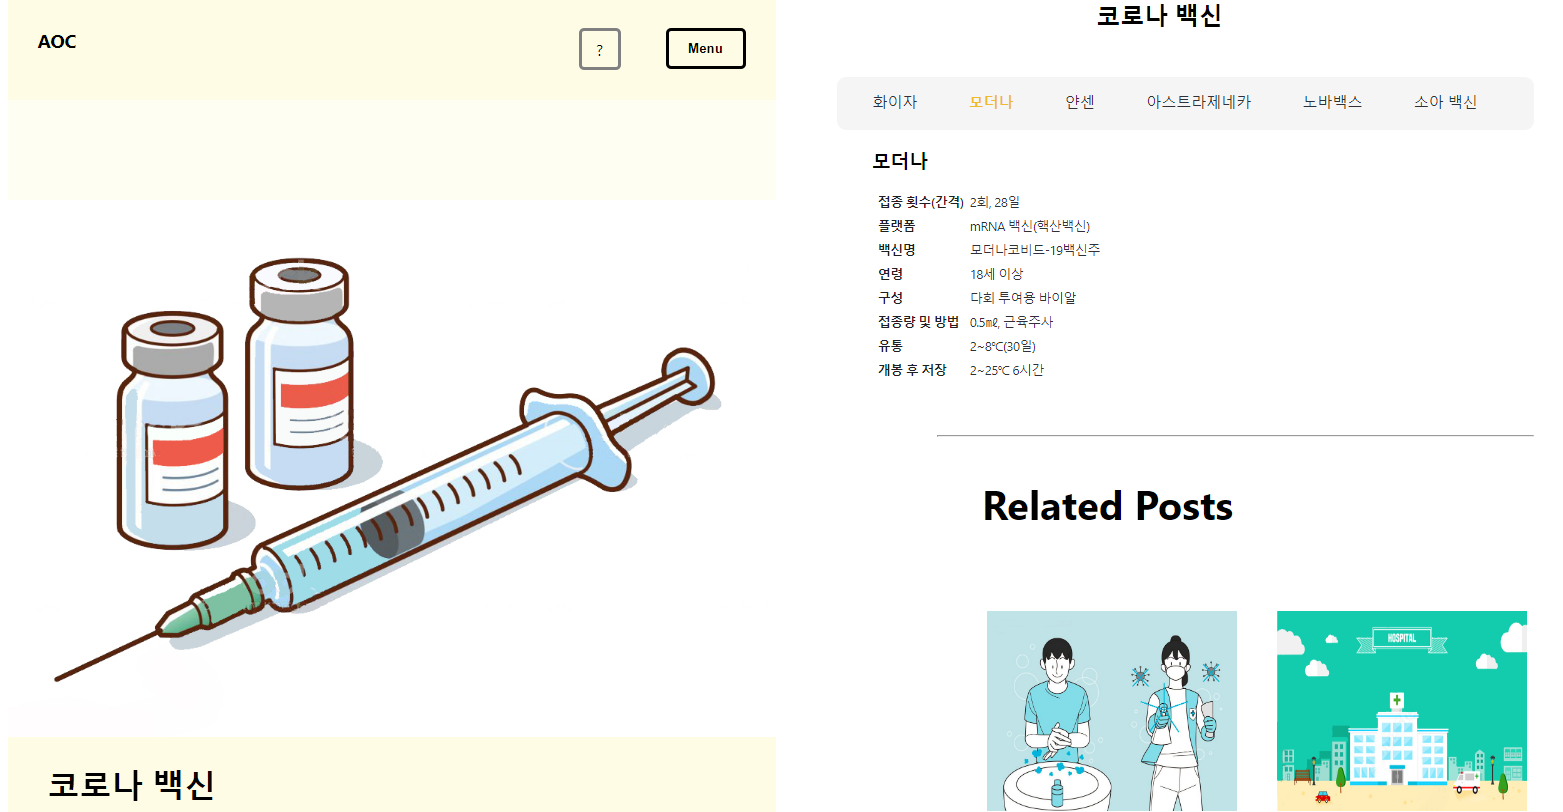 AOC
?
Menu
코로나 백신
코로나 백신
화이자 모더나 얀센 아스트라제네카 노바백스 소아 백신
모더나
접종 횟수(간격) 2회, 28일
플랫폼 mRNA 백신(핵산백신)
백신명 모더나코비드-19백신주
연령 18세 이상
구성 다회 투여용 바이알
접종량 및 방법 0.5㎖, 근육주사
유통 2~8℃(30일)
개봉 후 저장 2~25℃ 6시간
Related Posts
HOSPITAL